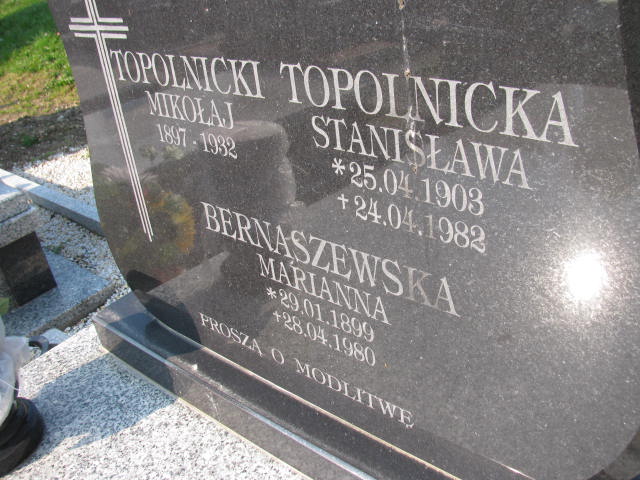 TOPOLNICKI
MIKOŁAJ
1897 - 1932
TOPOLNICKA
STANISŁAWA
*25.04.1903
+24.04.1982
BERNASZEWSKA
MARIANNA
*29.01.1899
+28.04.1980
PROSZĄ O MODLITWĘ